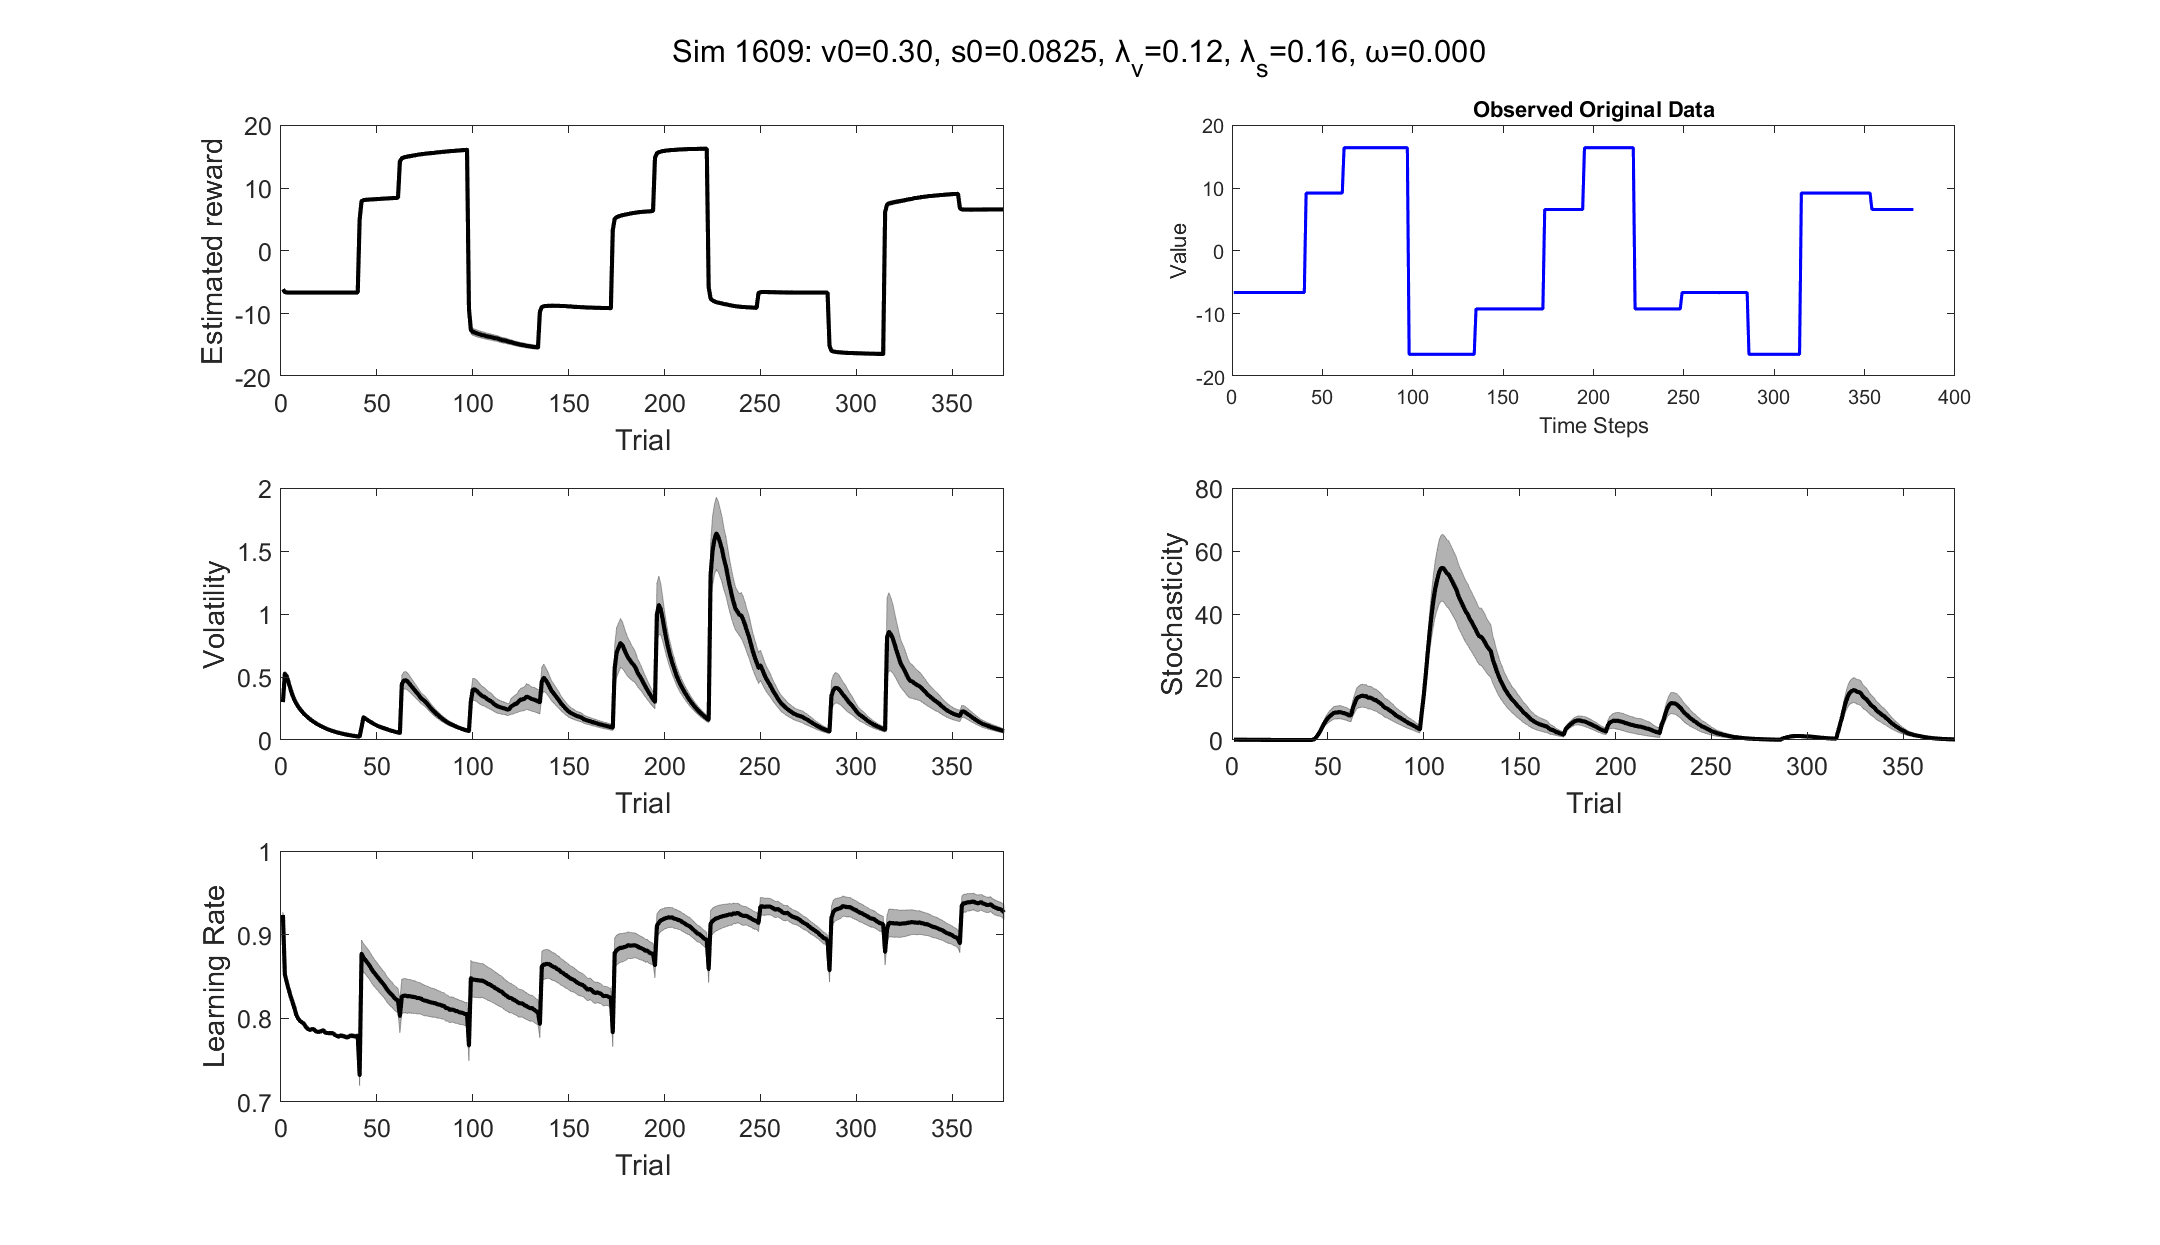 Sim 1609: v0=0.30, s0=0.0825, λv=0.12, λs=0.16, ω=0.000
20
10
0
-10
-20
Estimated reward
0 50 100 150 200 250 300 350
Trial
Observed Original Data
20
10
0
-10
-20
Value
0 50 100 150 200 250 300 350 400
Time Steps
2
1.5
1
0.5
0
Volatility
0 50 100 150 200 250 300 350
Trial
80
60
40
20
0
Stochasticity
0 50 100 150 200 250 300 350
Trial
1
0.9
0.8
0.7
Learning Rate
0 50 100 150 200 250 300 350
Trial